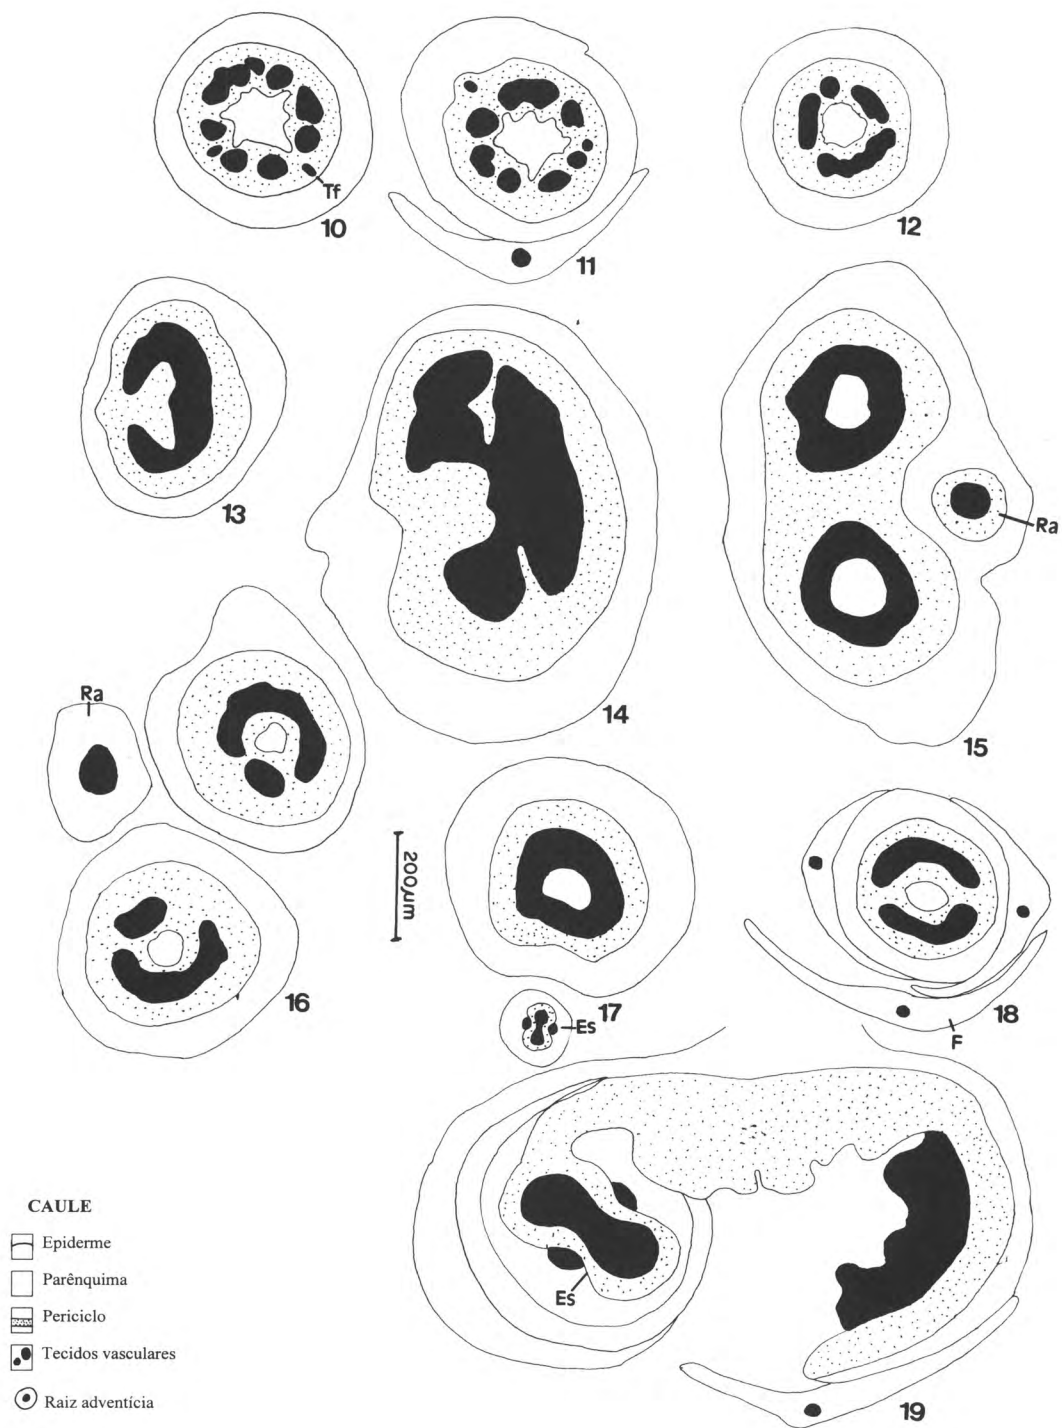 Tf
10
11
12
13
14
Ra
15
Ra
16
200µm
17
Es
18
F
Es
19
CAULE
Epiderme
Parênquima
Periciclo
Tecidos vasculares
Raiz adventícia